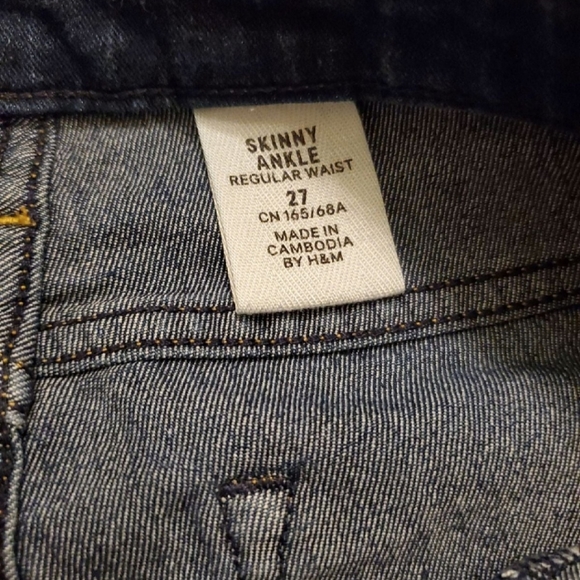 SKINNY
ANKLE
REGULAR WAIST
27
CN 165/68A
MADE IN
CAMBODIA
BY H&M